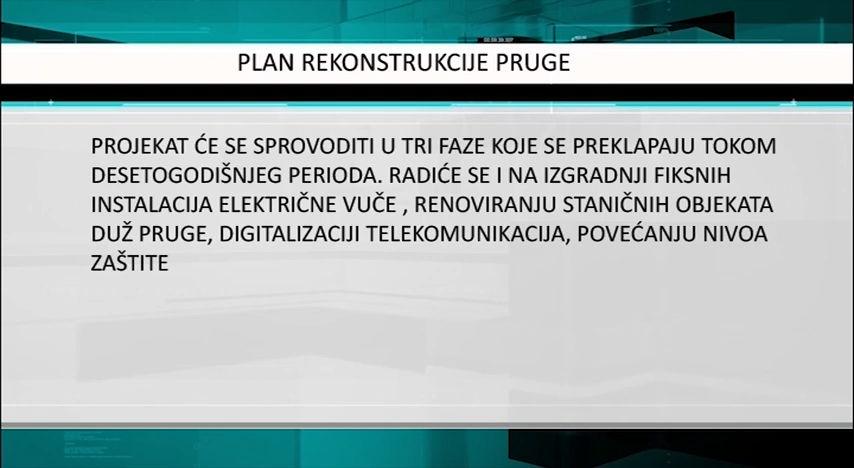 PLAN REKONSTRUKCIJE PRUGE
PROJEKAT ĆE SE SPROVODITI U TRI FAZE KOJE SE PREKLAPAJU TOKOM
DESETOGODIŠNJEG PERIODA. RADIĆE SE I NA IZGRADNJI FIKSNIH
INSTALACIJA ELEKTRIČNE VUČE , RENOVIRANJU STANIČNIH OBJEKATA
DUŽ PRUGE, DIGITALIZACIJI TELEKOMUNIKACIJA, POVEĆANJU NIVOA
ZAŠTITE